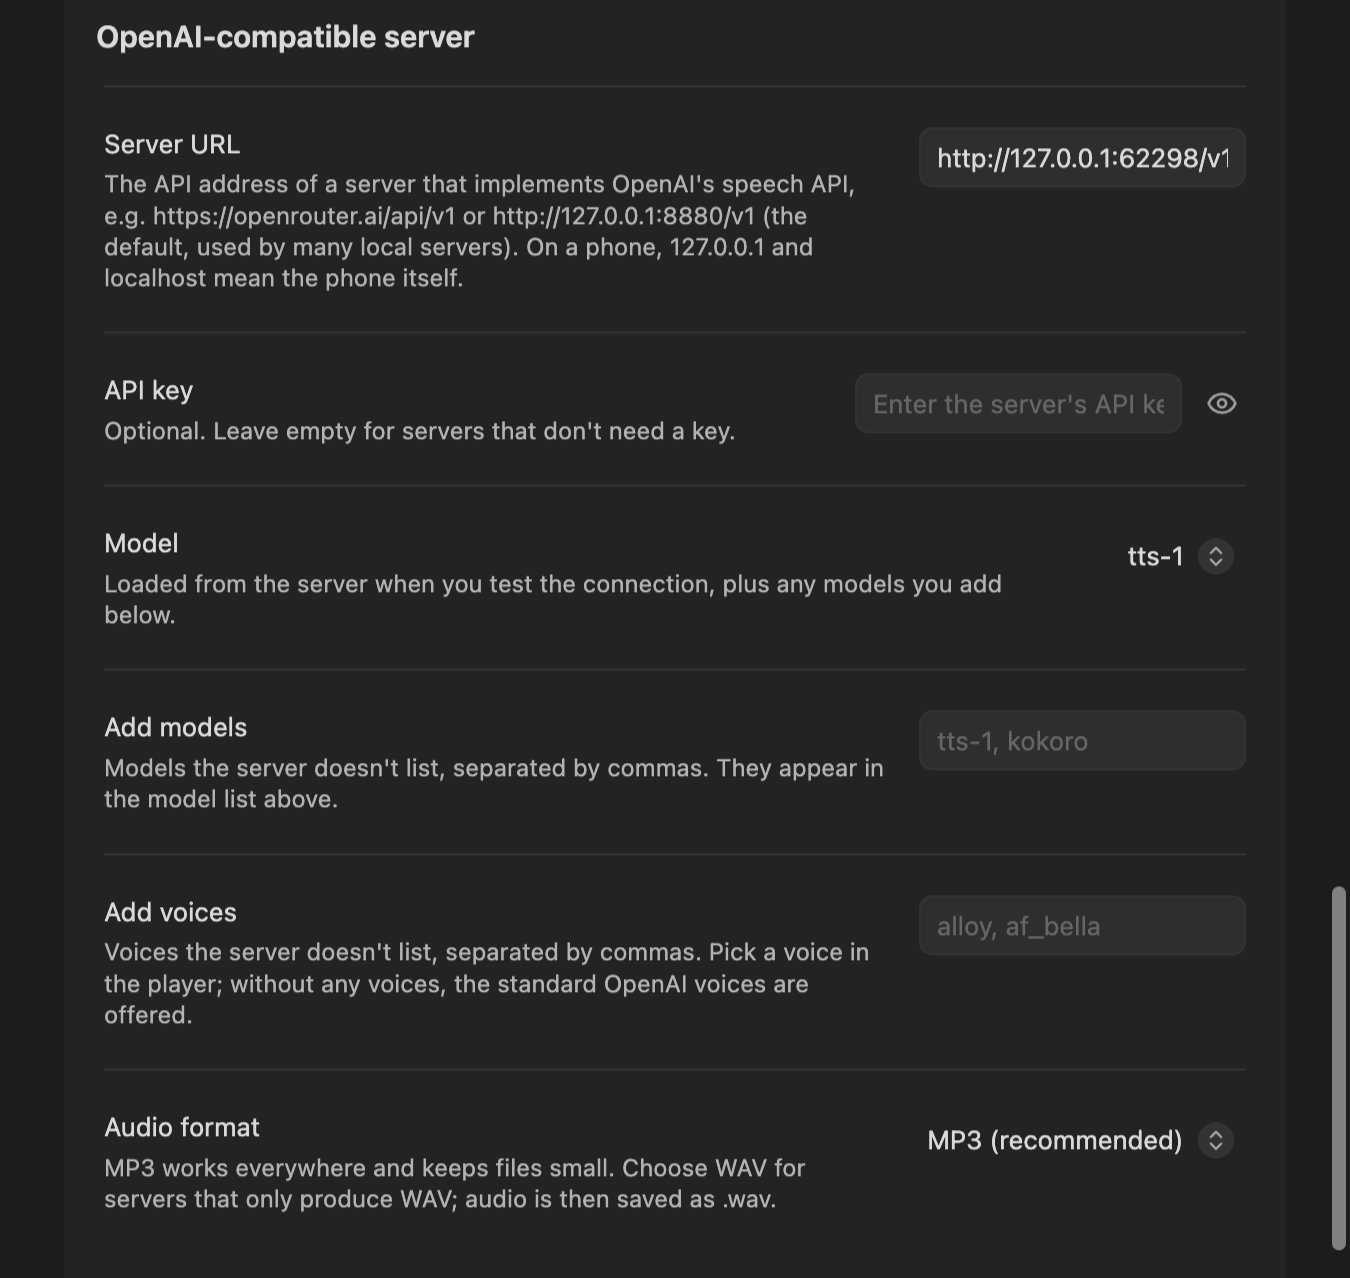 OpenAI-compatible server
Server URL
http://127.0.0.1:62298/v1
The API address of a server that implements OpenAI's speech API,
e.g. https://openrouter.ai/api/v1 or http://127.0.0.1:8880/v1 (the
default, used by many local servers). On a phone, 127.0.0.1 and
localhost mean the phone itself.
API key
Enter the server's API ke
Optional. Leave empty for servers that don't need a key.
Model
tts-1
Loaded from the server when you test the connection, plus any models you add
below.
Add models
tts-1, kokoro
Models the server doesn't list, separated by commas. They appear in
the model list above.
Add voices
alloy, af_bella
Voices the server doesn't list, separated by commas. Pick a voice in
the player; without any voices, the standard OpenAI voices are
offered.
Audio format
MP3 (recommended)
MP3 works everywhere and keeps files small. Choose WAV for
servers that only produce WAV; audio is then saved as .wav.